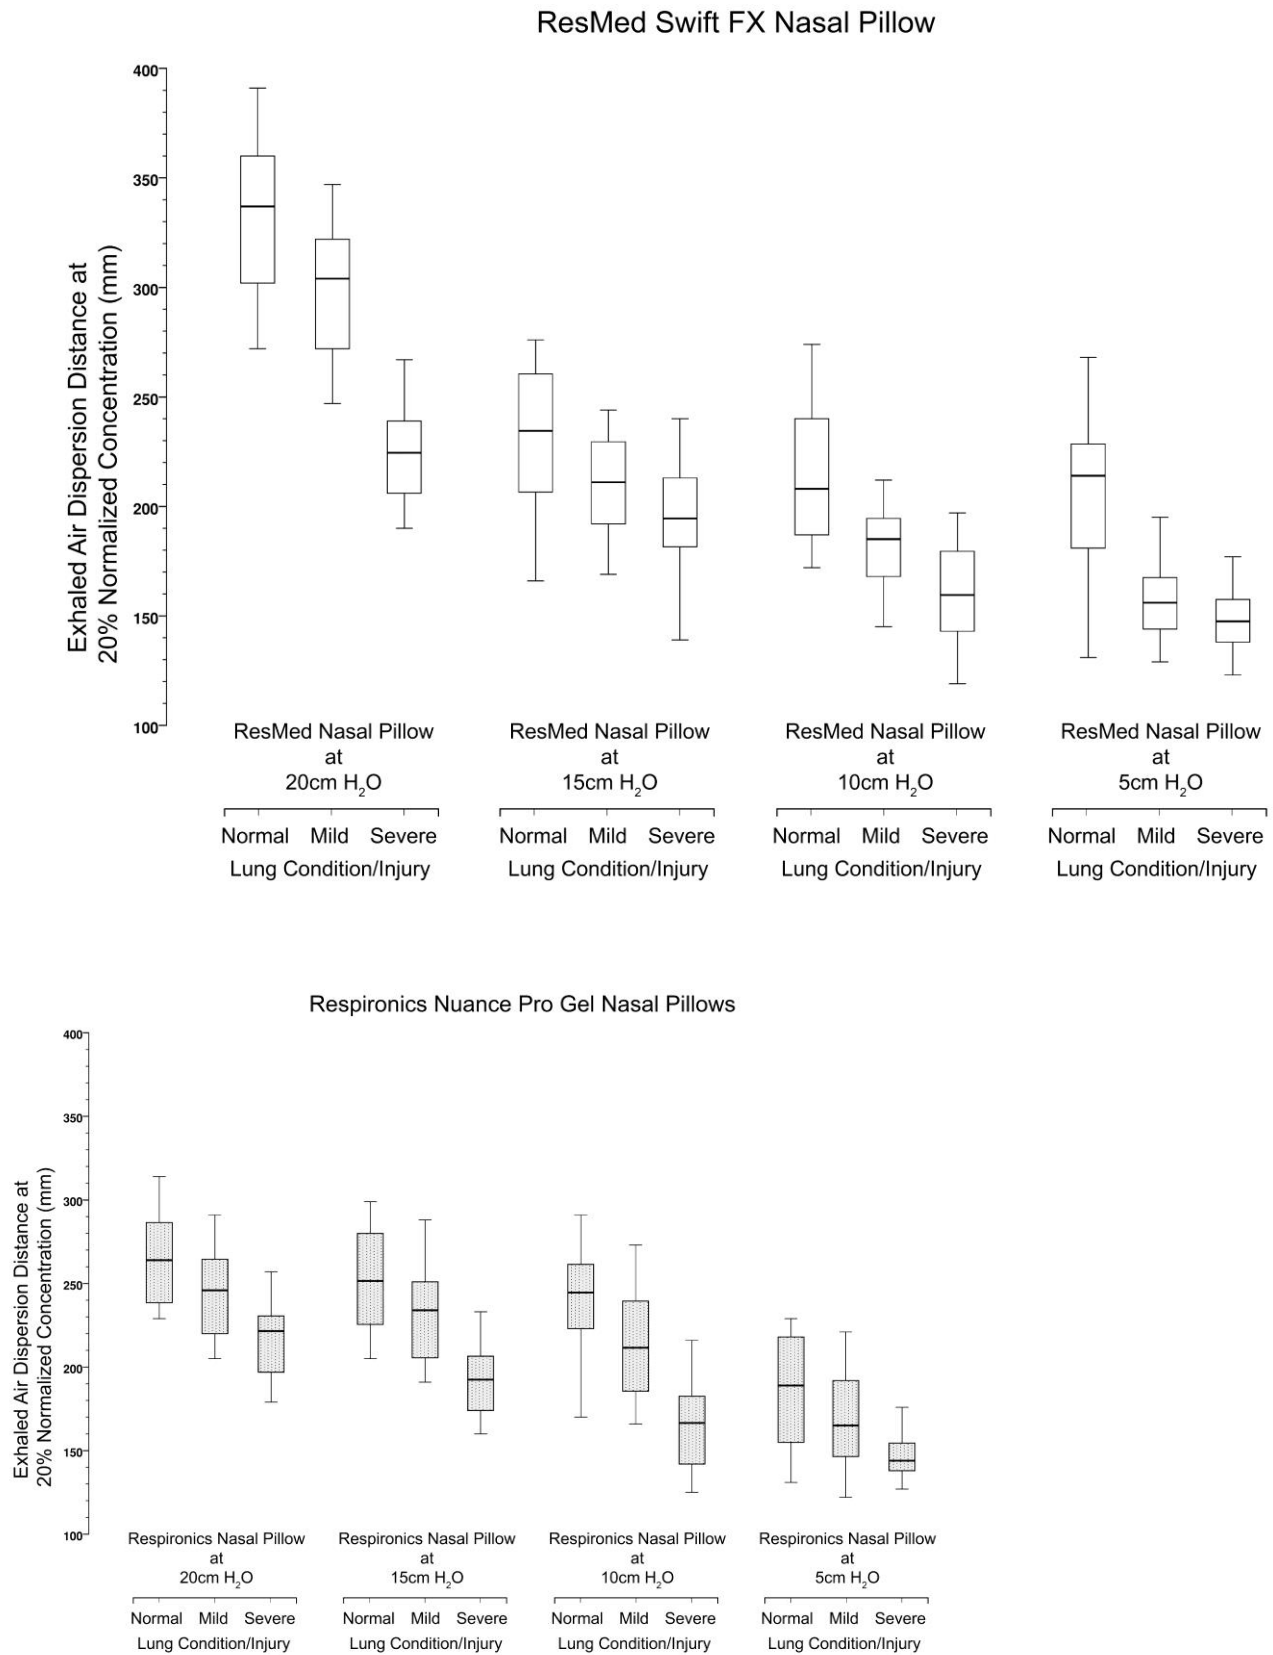 ResMed Swift FX Nasal Pillow
Exhaled Air Dispersion Distance at
20% Normalized Concentration (mm)
400
350
300
250
200
150
100
ResMed Nasal Pillow
at
20cm H₂O
Normal Mild Severe
Lung Condition/Injury
ResMed Nasal Pillow
at
15cm H₂O
Normal Mild Severe
Lung Condition/Injury
ResMed Nasal Pillow
at
10cm H₂O
Normal Mild Severe
Lung Condition/Injury
ResMed Nasal Pillow
at
5cm H₂O
Normal Mild Severe
Lung Condition/Injury
Respironics Nuance Pro Gel Nasal Pillows
Exhaled Air Dispersion Distance at
20% Normalized Concentration (mm)
400
350
300
250
200
150
100
Respironics Nasal Pillow
at
20cm H₂O
Normal Mild Severe
Lung Condition/Injury
Respironics Nasal Pillow
at
15cm H₂O
Normal Mild Severe
Lung Condition/Injury
Respironics Nasal Pillow
at
10cm H₂O
Normal Mild Severe
Lung Condition/Injury
Respironics Nasal Pillow
at
5cm H₂O
Normal Mild Severe
Lung Condition/Injury